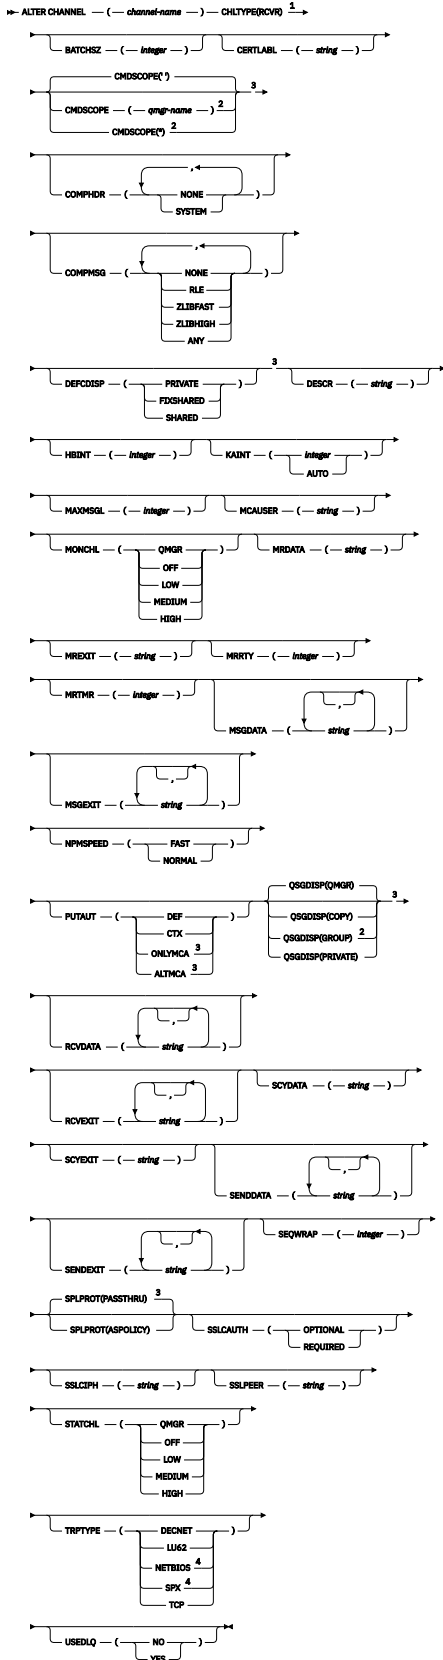 ALTER CHANNEL ( channel-name ) CHLTYPE(RCVR) 1
BATCHSZ ( integer ) CERTLABL ( string )
CMDSCOPE(' ') 3
CMDSCOPE ( qmgr-name ) 2
CMDSCOPE(*) 2
,
COMPHDR ( NONE )
SYSTEM
,
COMPMSG ( NONE )
RLE
ZLIBFAST
ZLIBHIGH
ANY
3
DEFCDISP ( PRIVATE ) DESCR ( string )
FIXSHARED
SHARED
HBINT ( integer ) KAINT ( integer )
AUTO
MAXMSGL ( integer ) MCAUSER ( string )
MONCHL ( QMGR ) MRDATA ( string )
OFF
LOW
MEDIUM
HIGH
MREXIT ( string ) MRRTY ( integer )
MRTMR ( integer ) ,
MSGDATA ( string )
,
MSGEXIT ( string )
NPMSPEED ( FAST )
NORMAL
QSGDISP(QMGR) 3
PUTAUT ( DEF ) QSGDISP(COPY)
CTX QSGDISP(GROUP) 2
ONLYMCA 3 QSGDISP(PRIVATE)
ALTMCA 3
,
RCVDATA ( string )
,
RCVEXIT ( string ) SCYDATA ( string )
SCYEXIT ( string ) ,
SENDDATA ( string )
,
SENDEXIT ( string ) SEQWRAP ( integer )
SPLPROT(PASSTHRU) 3
SPLPROT(ASPOLICY) SSLCAUTH ( OPTIONAL )
REQUIRED
SSLCIPH ( string ) SSLPEER ( string )
STATCHL ( QMGR )
OFF
LOW
MEDIUM
HIGH
TRPTYPE ( DECNET )
LU62
NETBIOS 4
SPX 4
TCP
USEDLQ ( NO )
YES